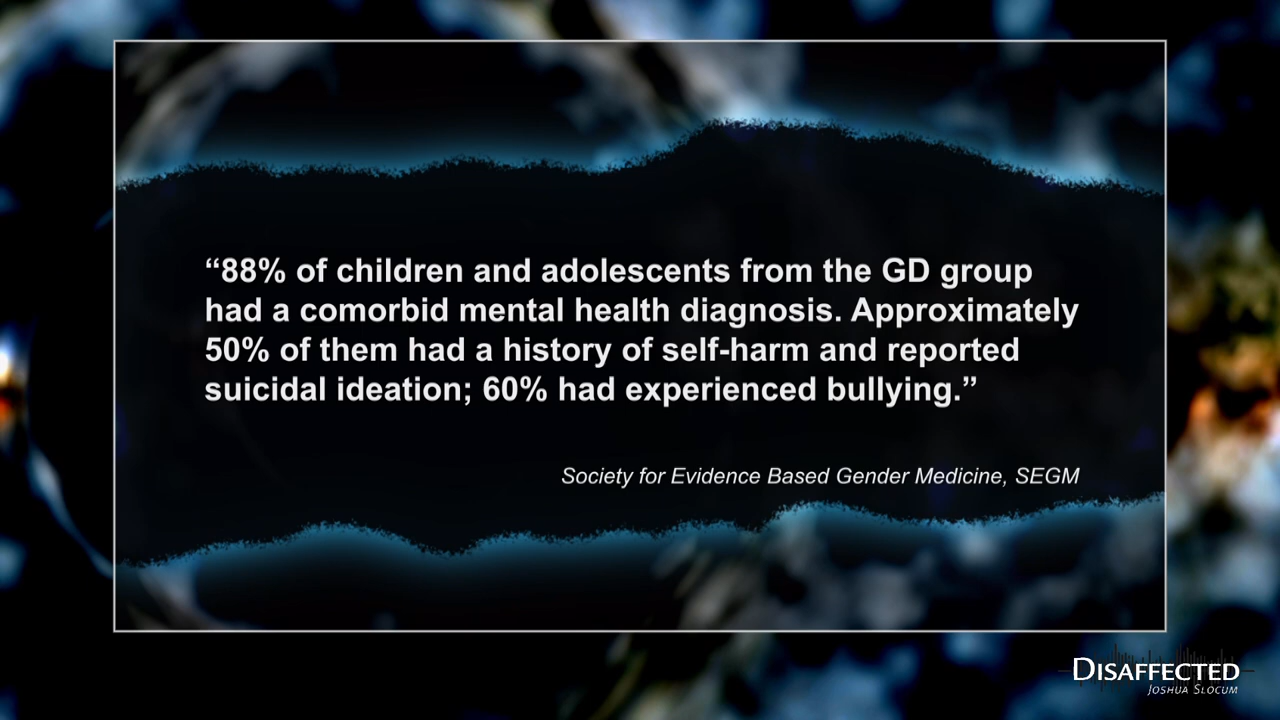 “88% of children and adolescents from the GD group
had a comorbid mental health diagnosis. Approximately
50% of them had a history of self-harm and reported
suicidal ideation; 60% had experienced bullying.”
Society for Evidence Based Gender Medicine, SEGM
DISAFFECTED
JOSHUA SLOCUM